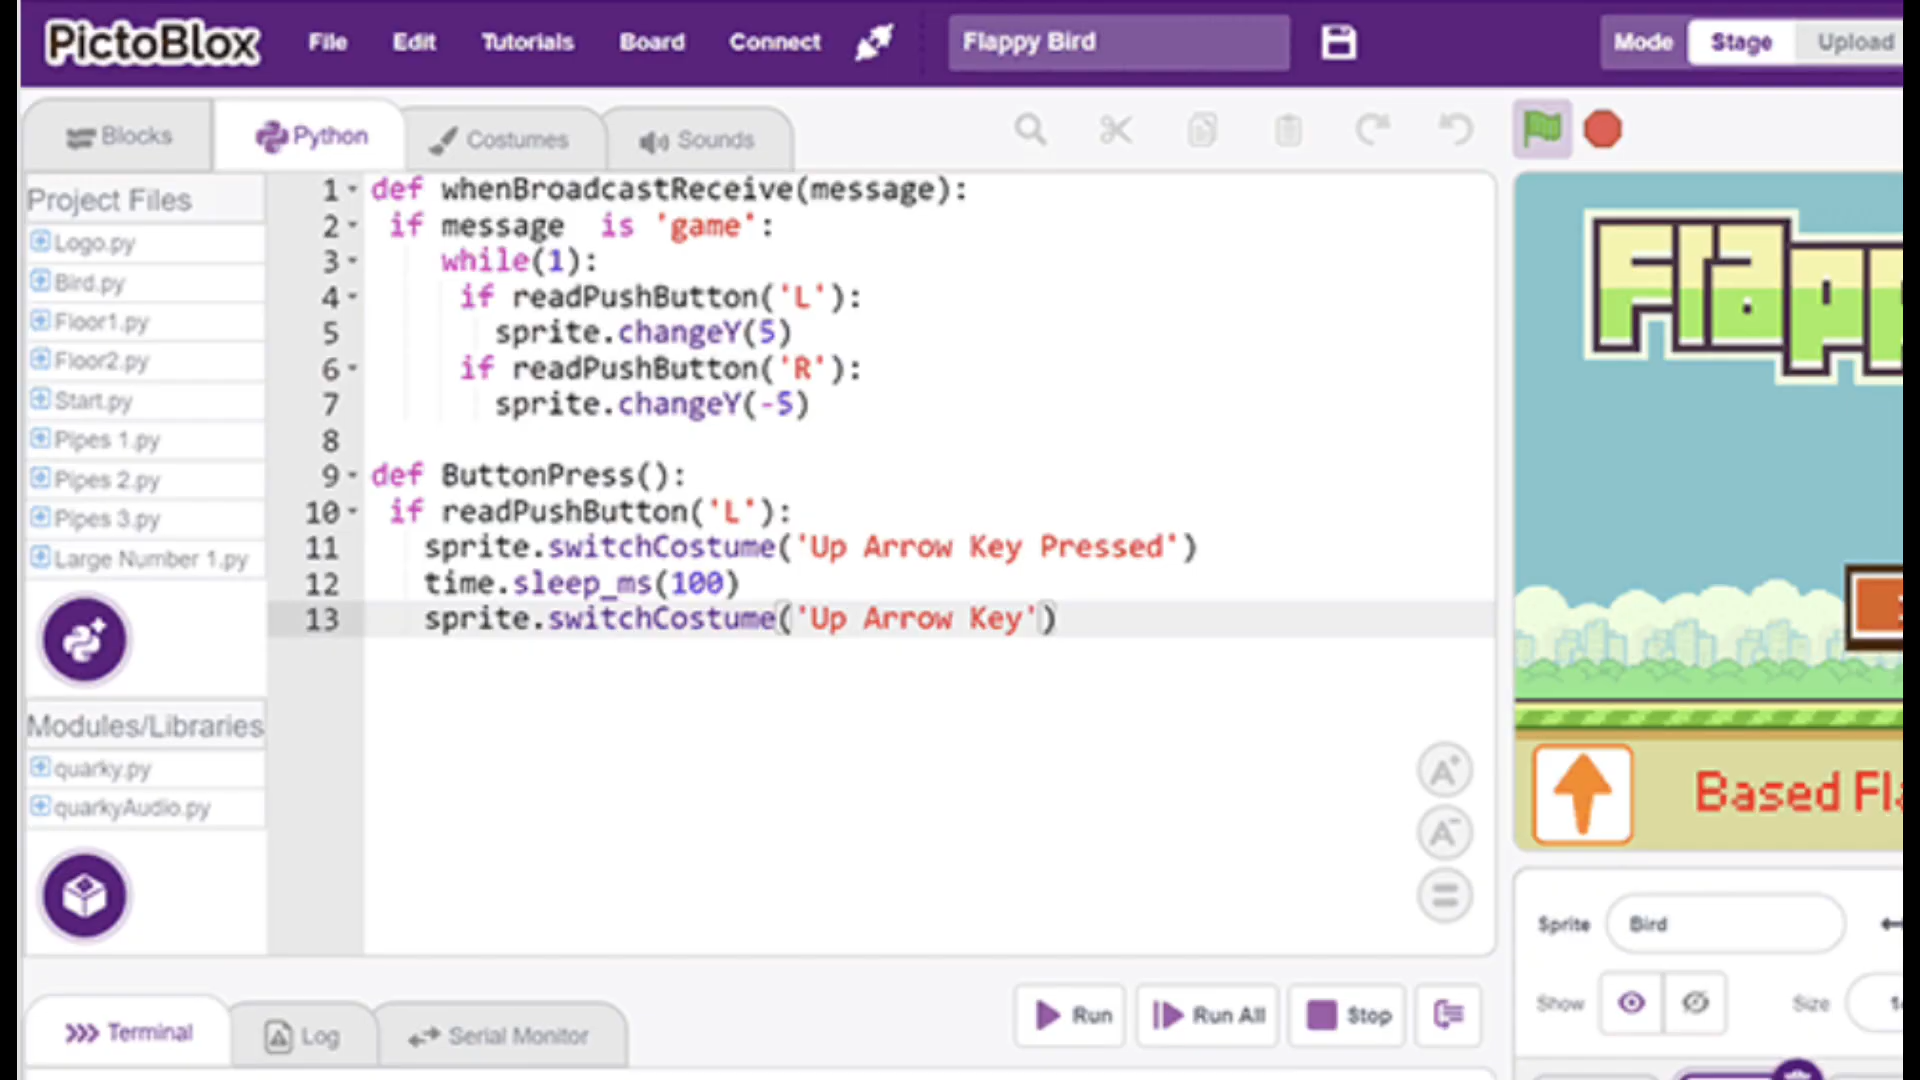 PictoBlox File Edit Tutorials Board Connect Flappy Bird Mode Stage Upload
Blocks Python Costumes Sounds
Project Files
Logo.py
Bird.py
Floor1.py
Floor2.py
Start.py
Pipes 1.py
Pipes 2.py
Pipes 3.py
Large Number 1.py
Modules/Libraries
quarky.py
quarkyAudio.py
1 def whenBroadcastReceive(message):
2 if message is 'game':
3 while(1):
4 if readPushButton('L'):
5 sprite.changeY(5)
6 if readPushButton('R'):
7 sprite.changeY(-5)
8
9 def ButtonPress():
10 if readPushButton('L'):
11 sprite.switchCostume('Up Arrow Key Pressed')
12 time.sleep_ms(100)
13 sprite.switchCostume('Up Arrow Key')
A+
A-
Run Run All Stop
Terminal Log Serial Monitor
Flapp
Based Fla
Sprite Bird
Show Size